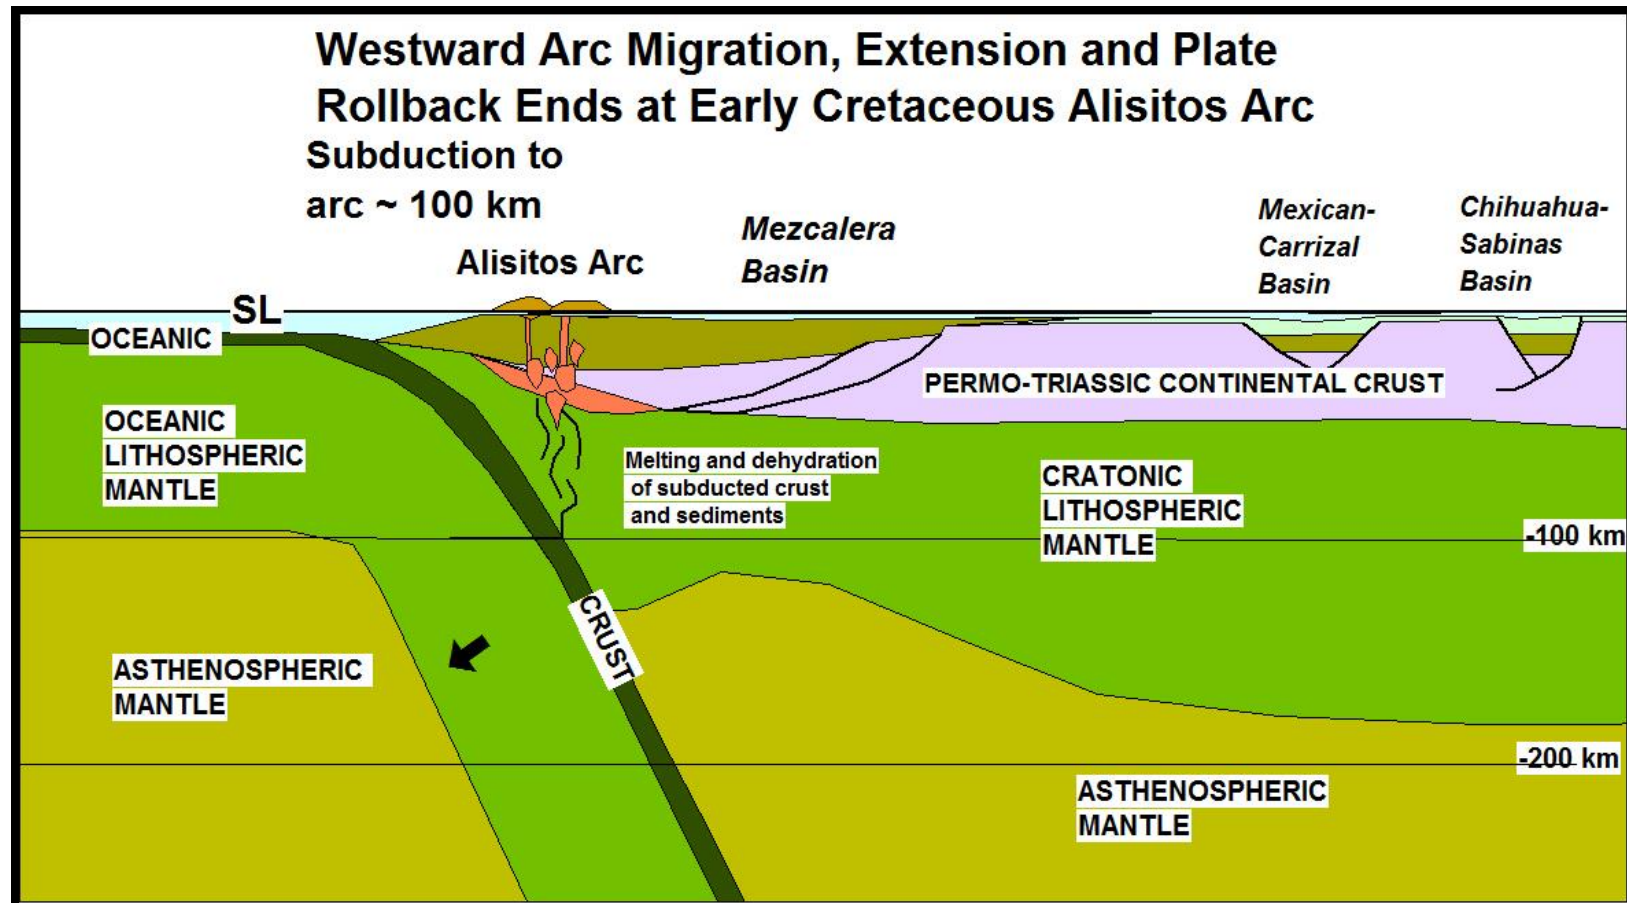 Westward Arc Migration, Extension and Plate
Rollback Ends at Early Cretaceous Alisitos Arc
Subduction to
arc ~ 100 km
Alisitos Arc
Mezcalera
Basin
Mexican-
Carrizal
Basin
Chihuahua-
Sabinas
Basin
SL
OCEANIC
PERMO-TRIASSIC CONTINENTAL CRUST
OCEANIC
LITHOSPHERIC
MANTLE
Melting and dehydration
of subducted crust
and sediments
CRATONIC
LITHOSPHERIC
MANTLE
-100 km
CRUST
ASTHENOSPHERIC
MANTLE
-200 km
ASTHENOSPHERIC
MANTLE